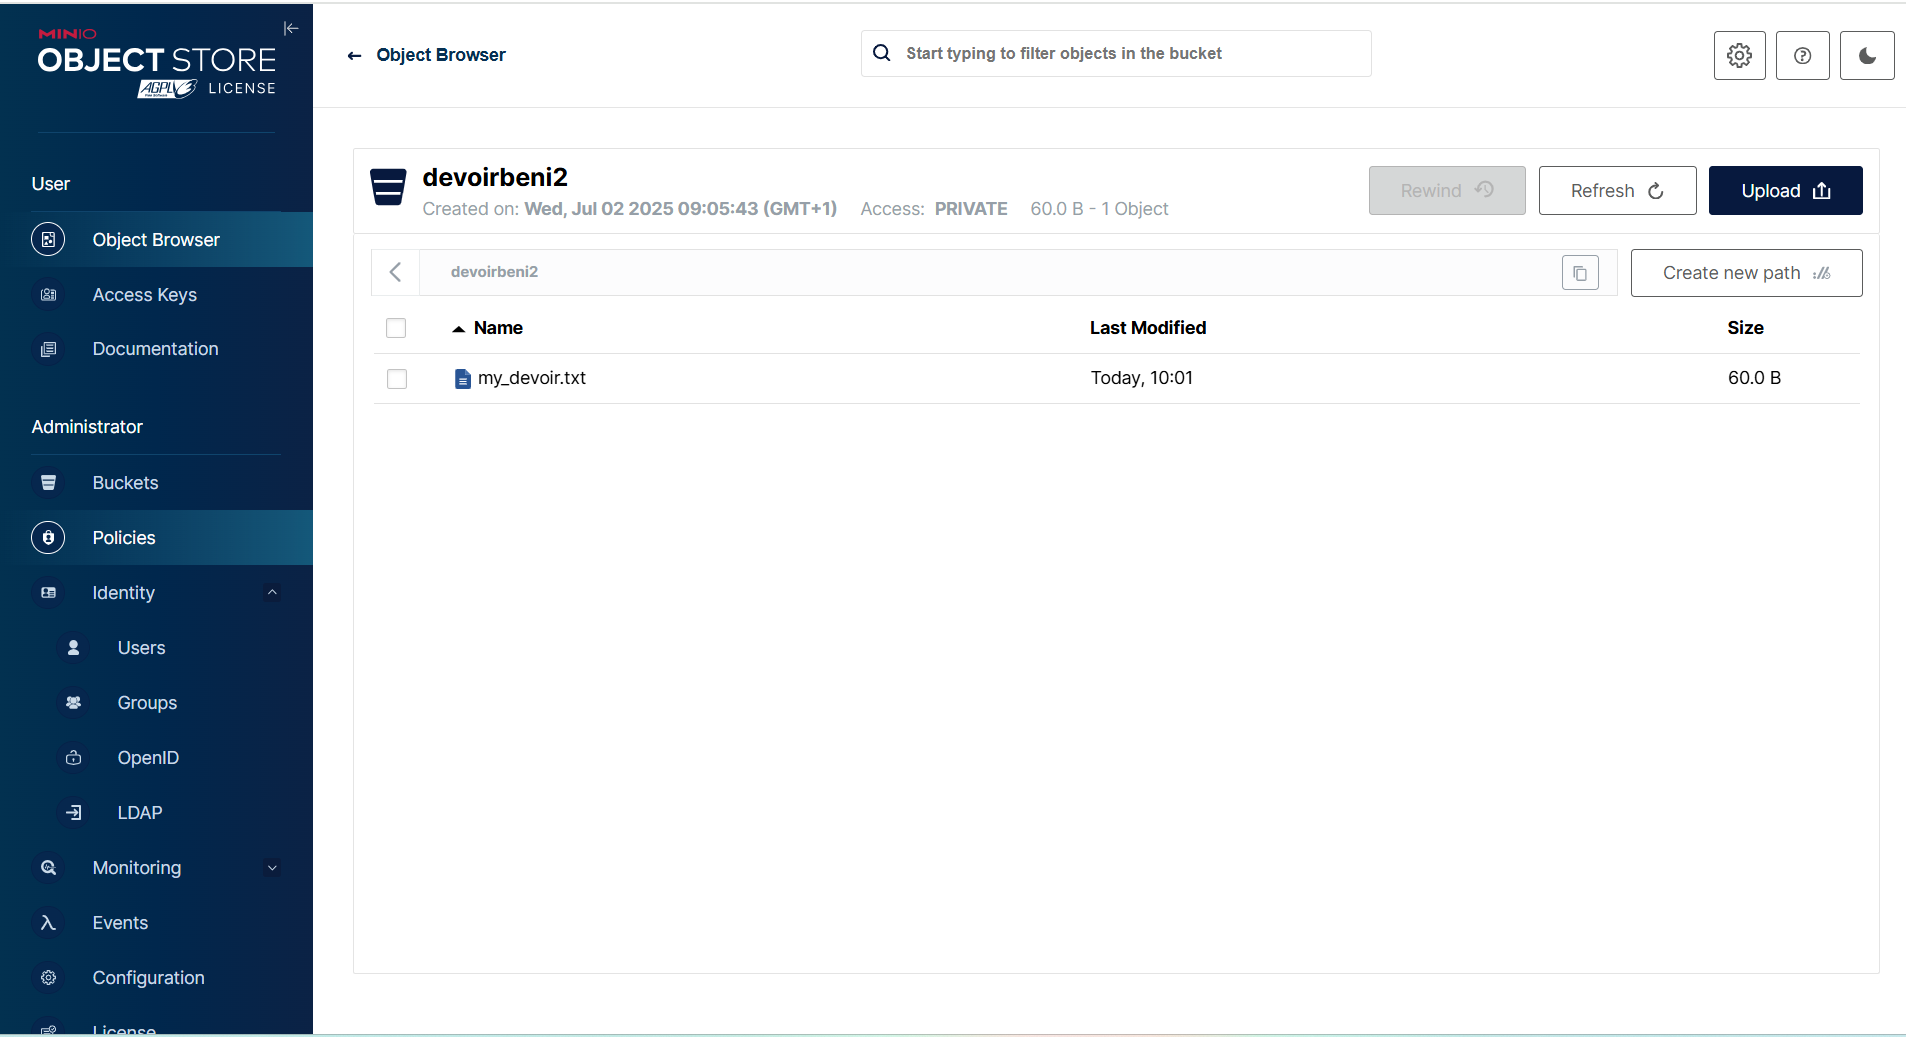 MINIO
OBJECT STORE
AGPL V3 LICENSE
User
Object Browser
Access Keys
Documentation
Administrator
Buckets
Policies
Identity
Users
Groups
OpenID
LDAP
Monitoring
Events
Configuration
License
Object Browser
Start typing to filter objects in the bucket
devoirbeni2
Created on: Wed, Jul 02 2025 09:05:43 (GMT+1) Access: PRIVATE 60.0 B - 1 Object
Rewind
Refresh
Upload
devoirbeni2
Create new path
Name Last Modified Size
my_devoir.txt Today, 10:01 60.0 B